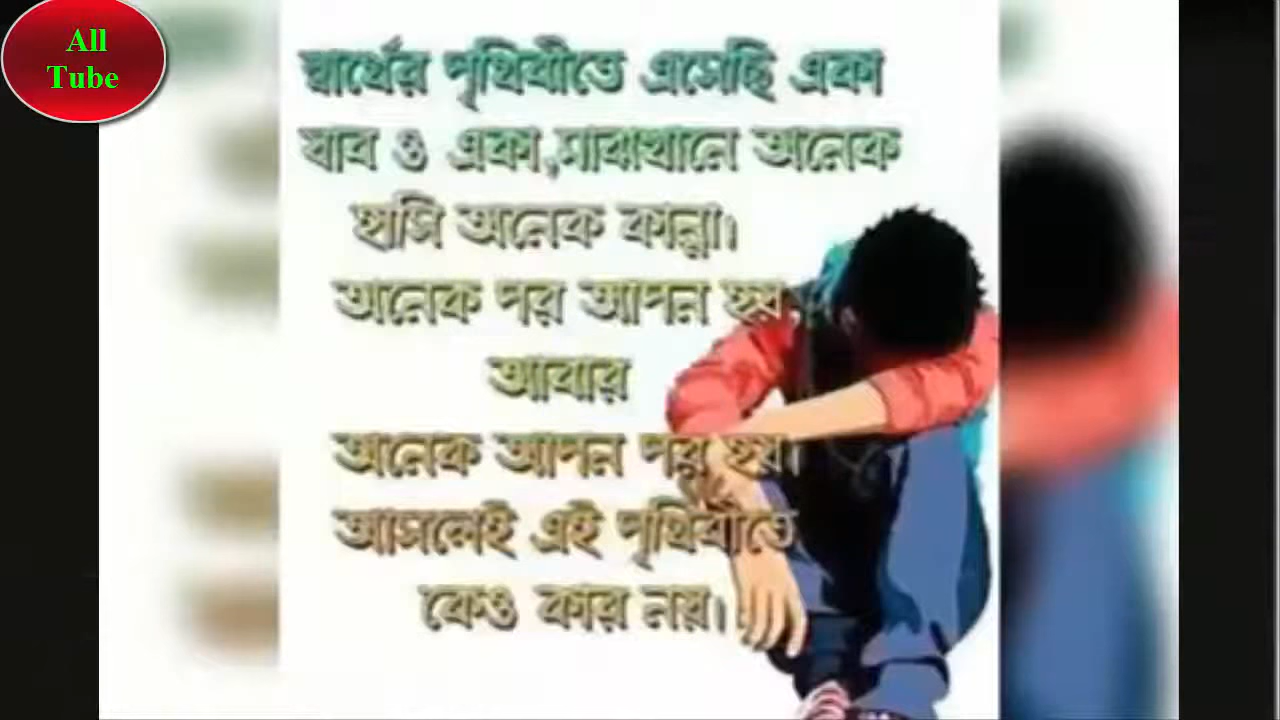 All
Tube
স্বার্থের পৃথিবীতে এসেছি একা
যাব ও একা,মাঝখানে অনেক
হাসি অনেক কান্না।
অনেক পর আপন হয়
আবার
অনেক আপন পর হয়।
আসলেই এই পৃথিবীতে
কেও কার নয়।